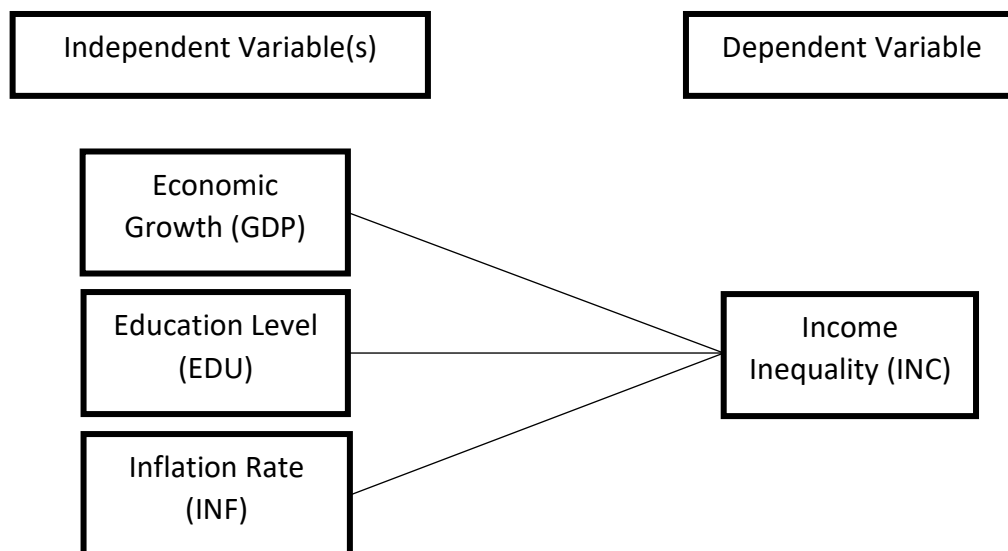 Independent Variable(s)
Dependent Variable
Economic
Growth (GDP)
Education Level
(EDU)
Inflation Rate
(INF)
Income
Inequality (INC)